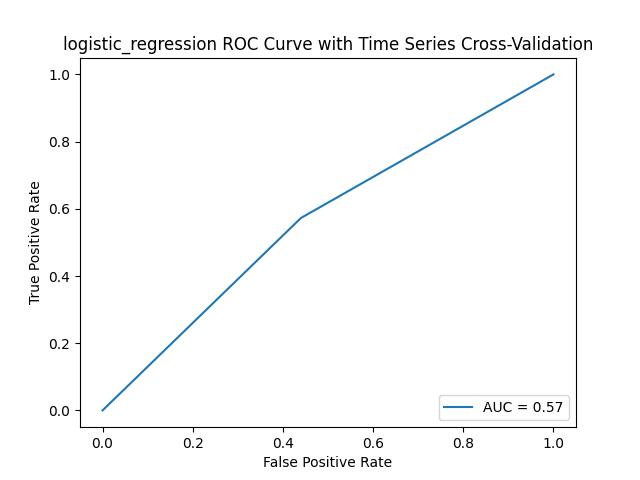 logistic_regression ROC Curve with Time Series Cross-Validation
1.0
0.8
0.6
0.4
0.2
0.0
True Positive Rate
AUC = 0.57
0.0 0.2 0.4 0.6 0.8 1.0
False Positive Rate